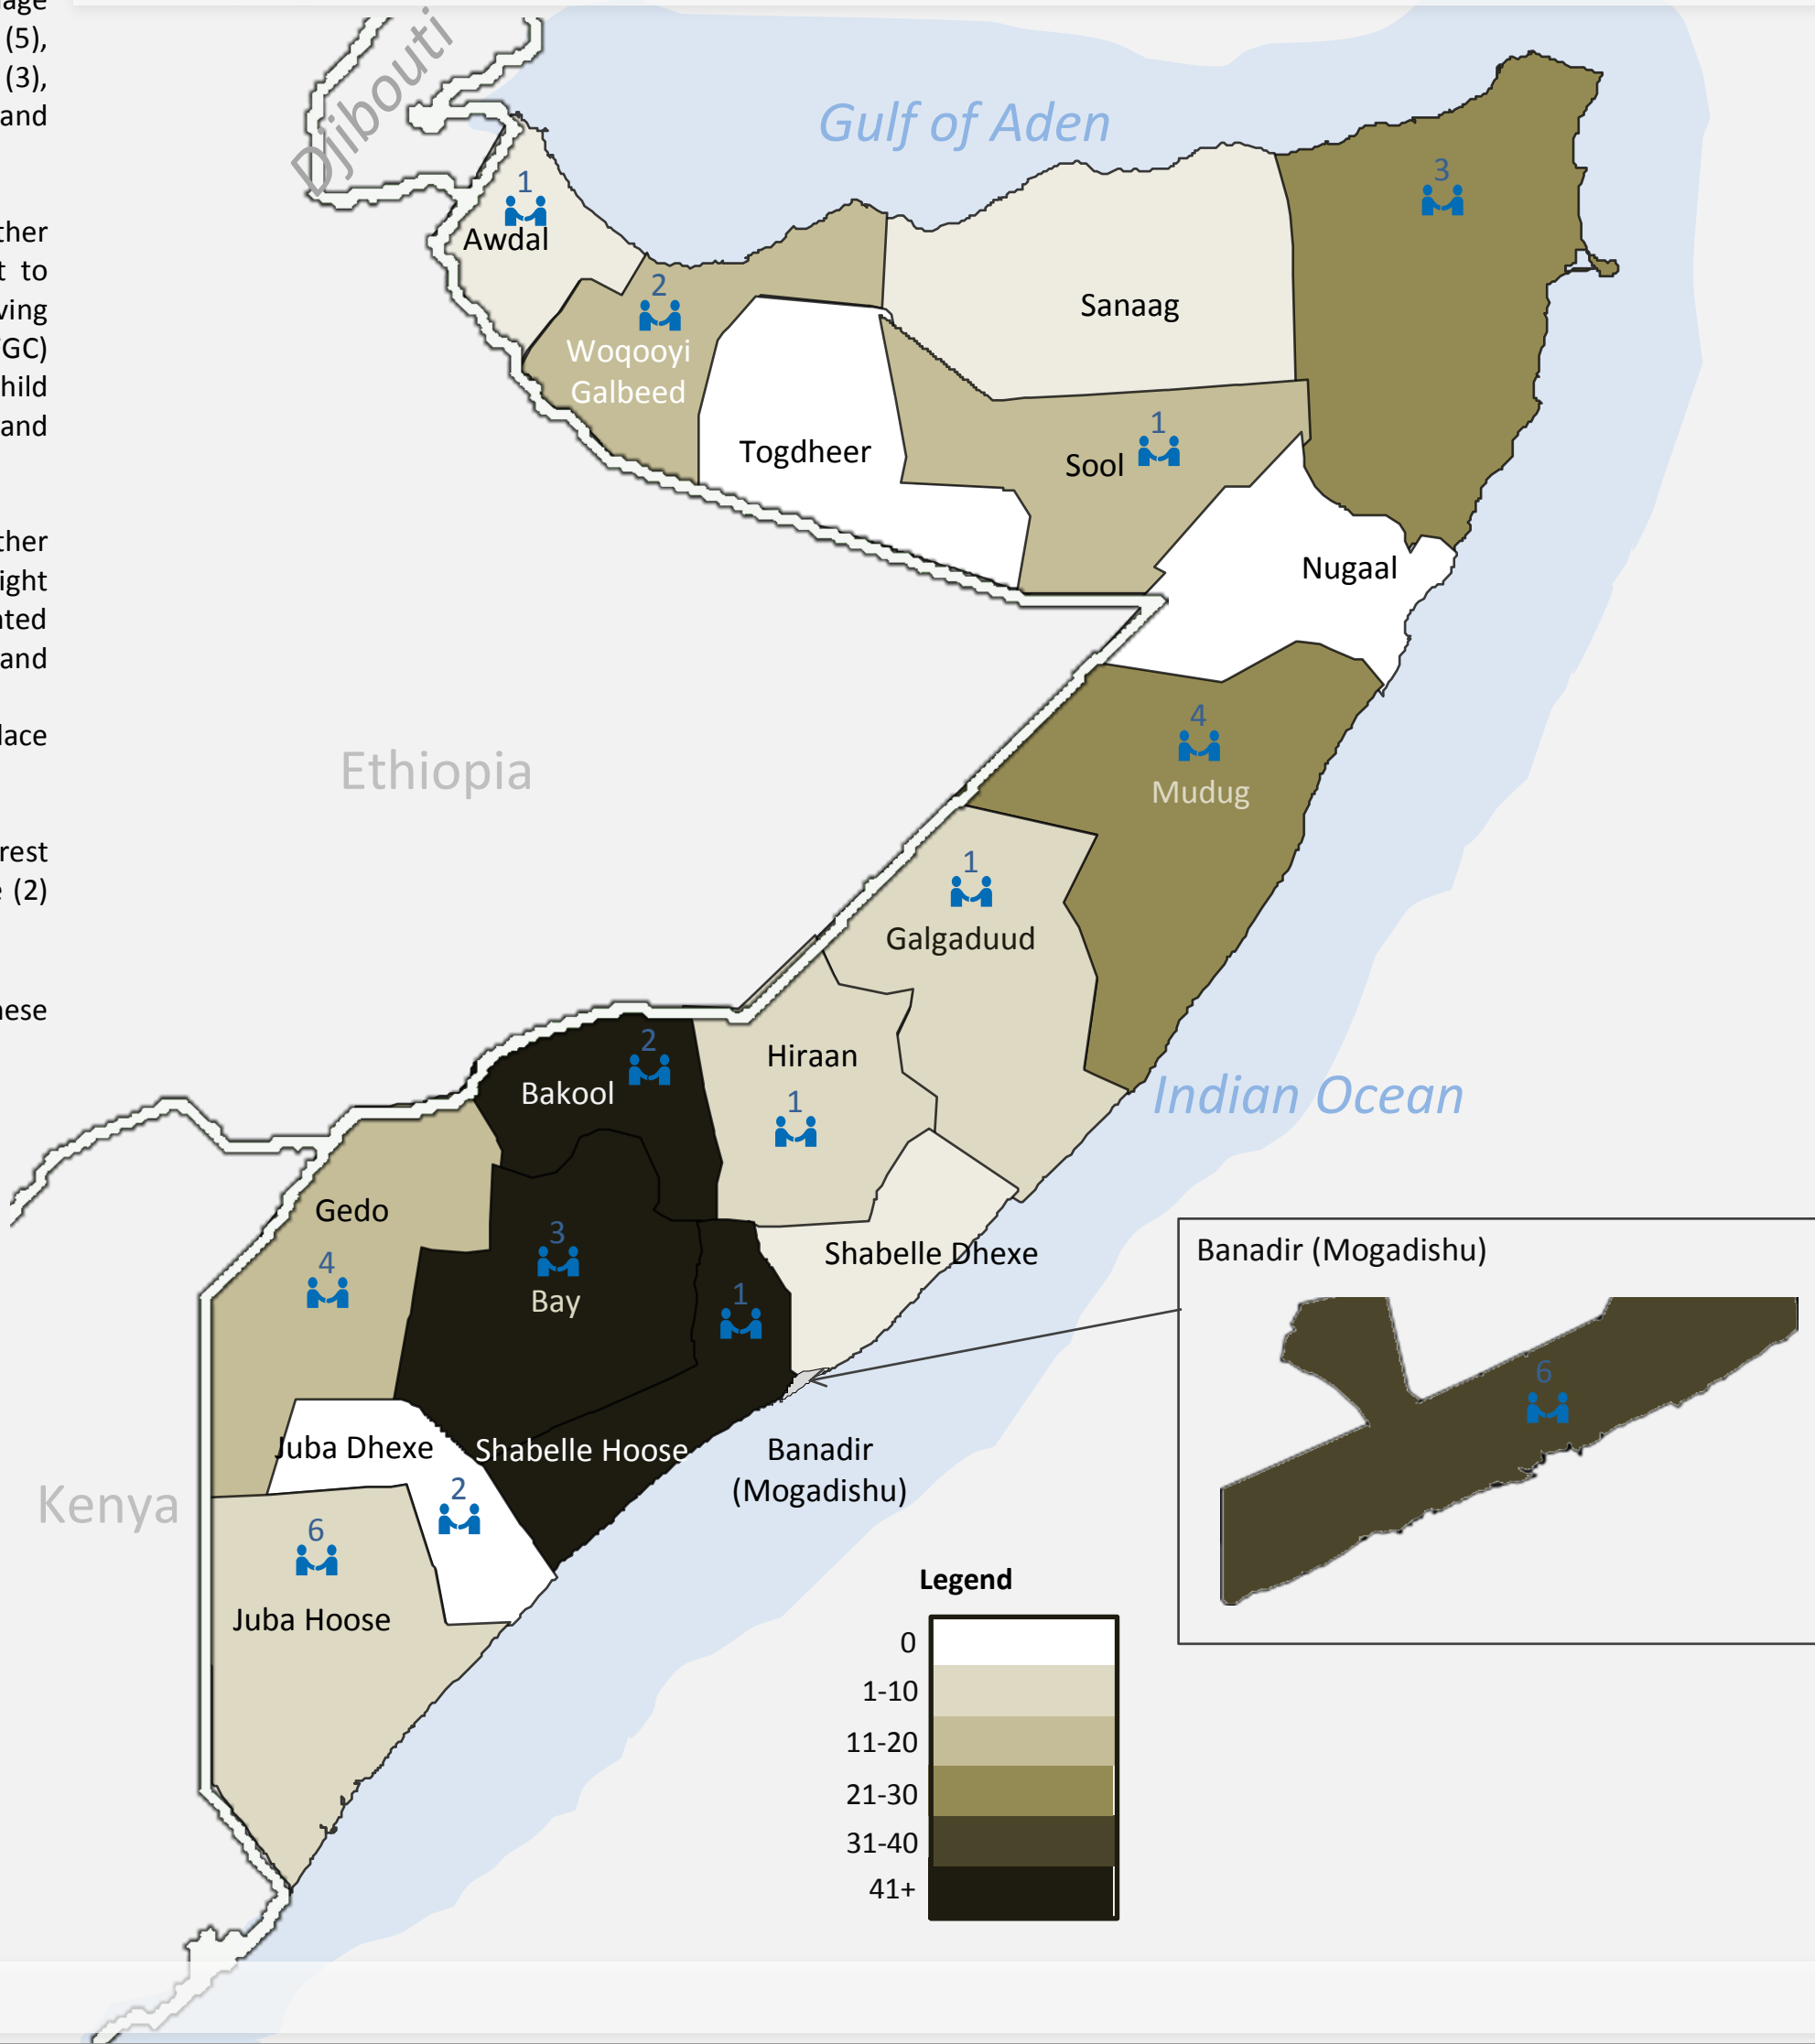 age
(5),
(3),
and
ther
t to
ving
GC)
hild
and
ther
ight
ted
and
lace
rest
e (2)
ese
Djibouti
Gulf of Aden
1
Awdal
2
Woqooyi
Galbeed
Togdheer
Sanaag
3
1
Sool
Nugaal
Ethiopia
4
Mudug
1
Galgaduud
Hiraan
1
2
Bakool
Indian Ocean
Gedo
4
3
Bay
1
Shabelle Dhexe
Banadir (Mogadishu)
6
Juba Dhexe
2
Shabelle Hoose
Banadir
(Mogadishu)
Kenya
6
Juba Hoose
Legend
0
1-10
11-20
21-30
31-40
41+